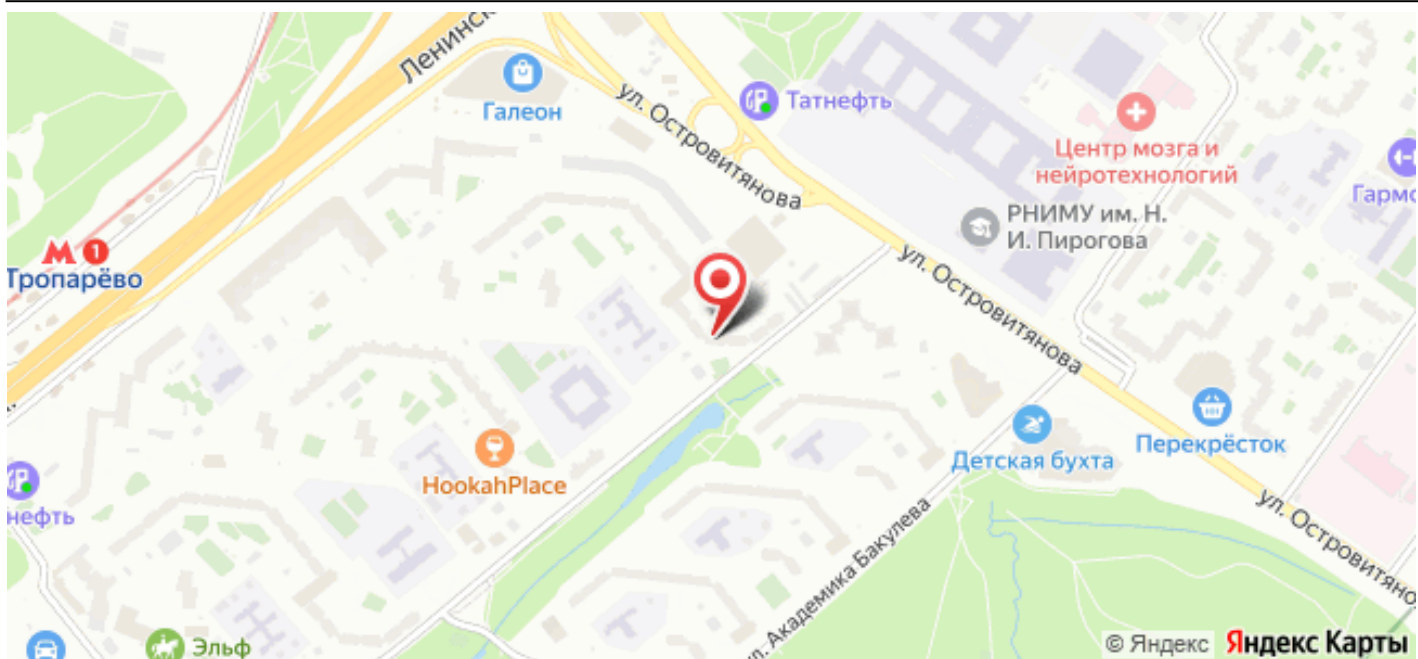 Ленинск
Галеон
ул. Островитянова
Татнефть
Центр мозга и
нейротехнологий
Гармо
РНИМУ им. Н.
И. Пирогова
М 1
Тропарёво
ул. Островитянова
Перекрёсток
Детская бухта
HookahPlace
нефть
ул. Островитяно
ул. Академика Бакулева
Эльф
© Яндекс Яндекс Карты